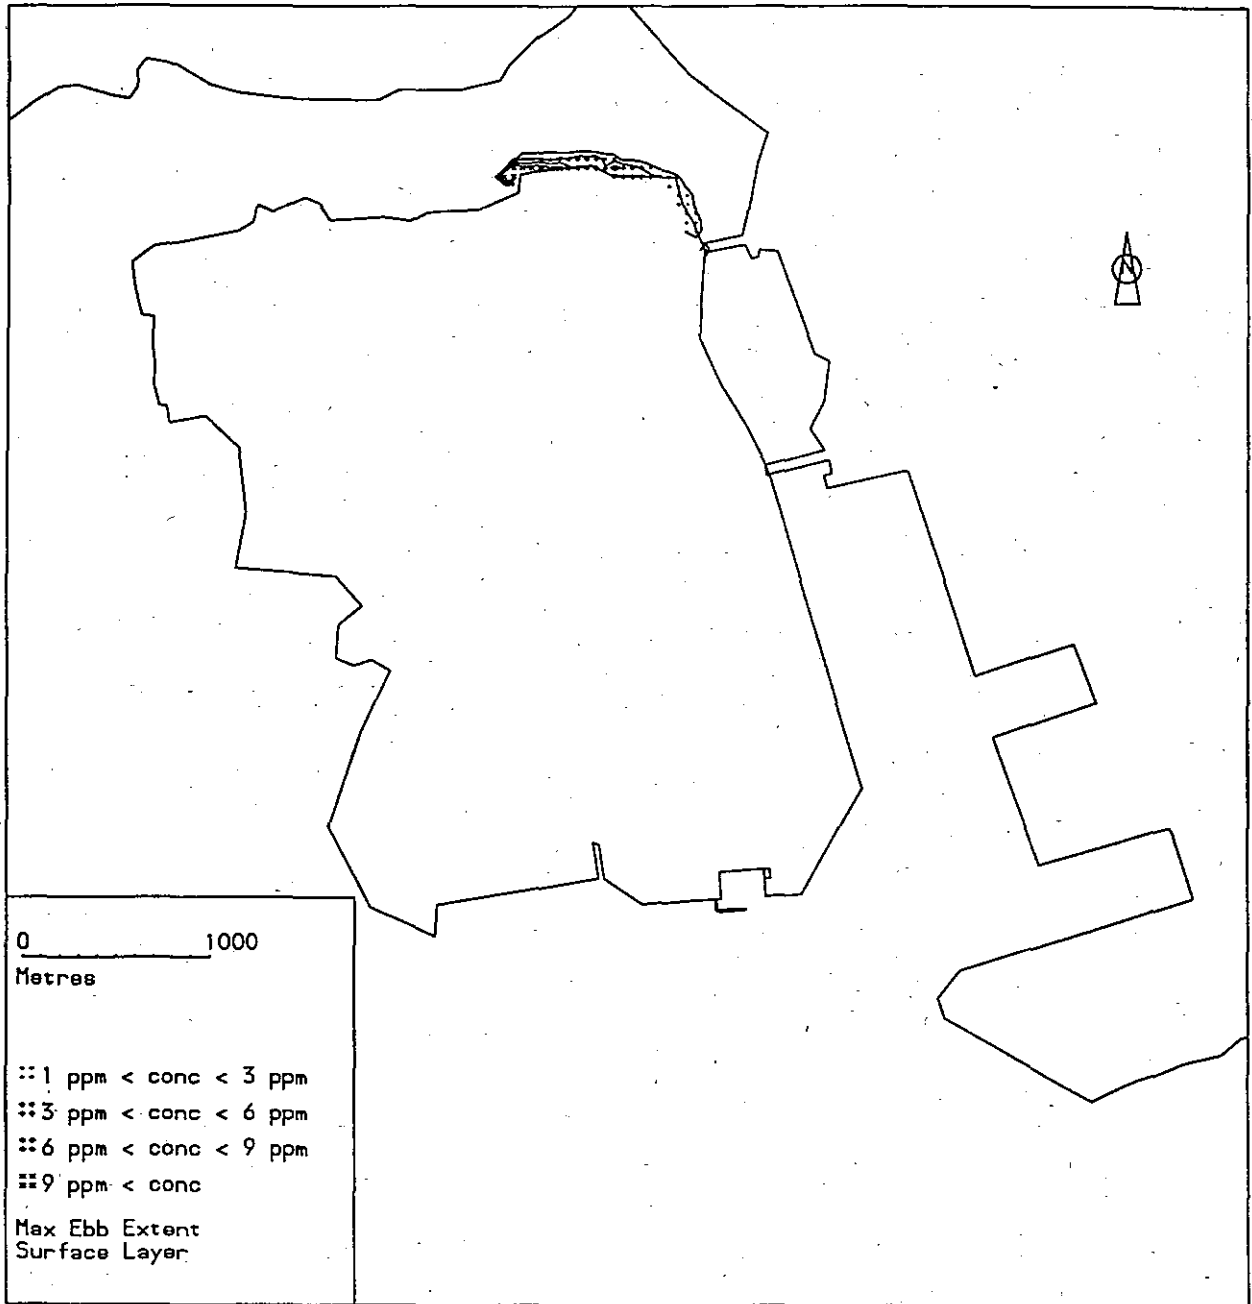 N
0 1000
Metres
1 ppm < conc < 3 ppm
3 ppm < conc < 6 ppm
6 ppm < conc < 9 ppm
9 ppm < conc
Max Ebb Extent
Surface Layer